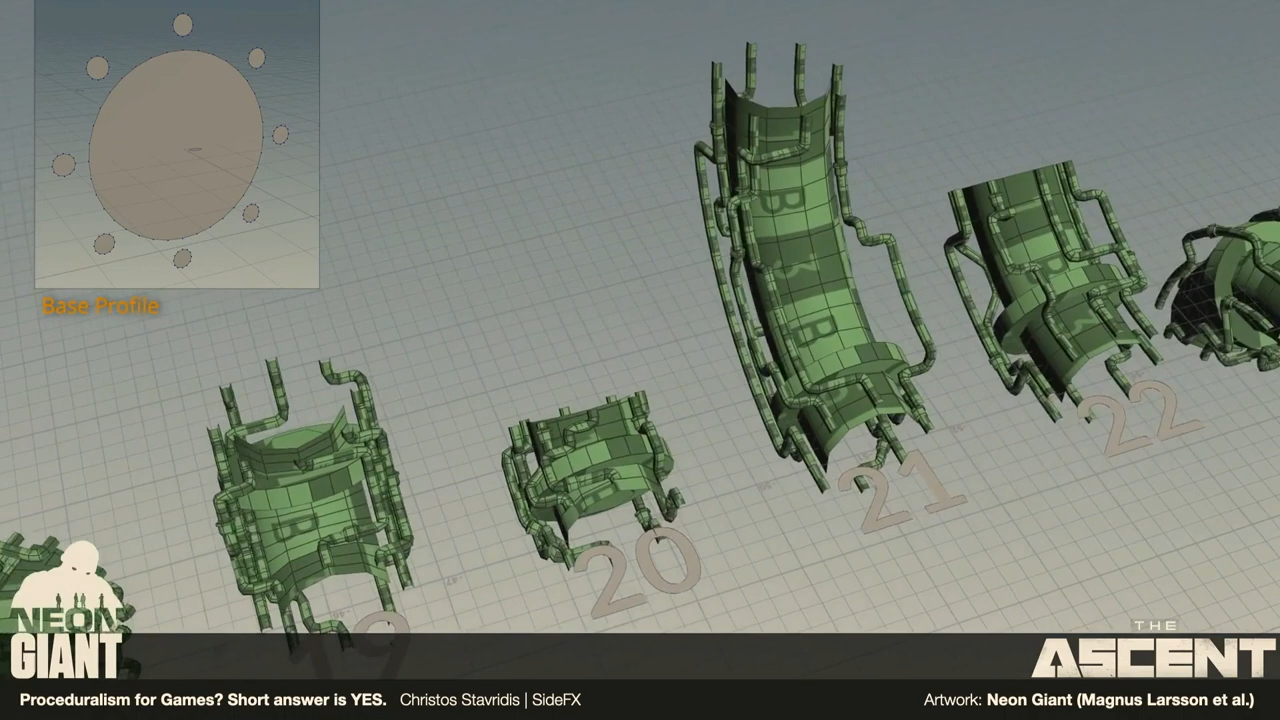 Base Profile
B
B
B
20
21
22
19
NEON
GIANT
THE
ASCENT
Proceduralism for Games? Short answer is YES. Christos Stavridis | SideFX
Artwork: Neon Giant (Magnus Larsson et al.)